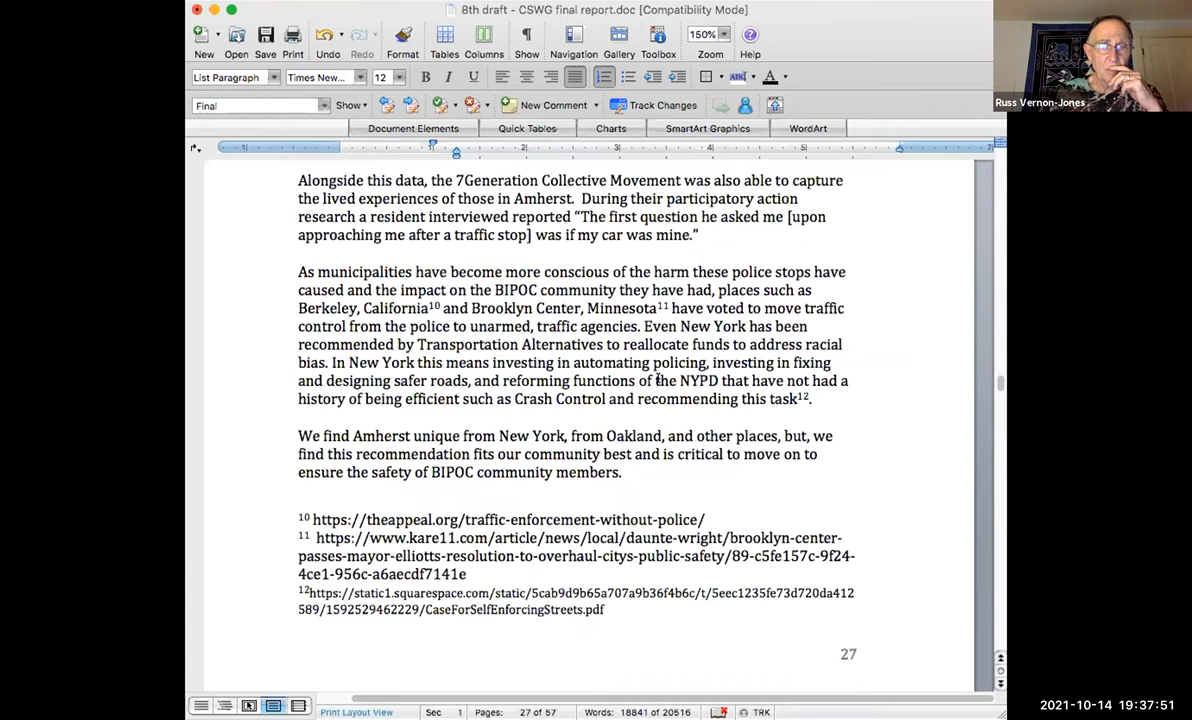 8th draft - CSWG final report.doc [Compatibility Mode]
New Open Save Print Undo Redo Format Tables Columns Show Navigation Gallery Toolbox Zoom Help
150%
List Paragraph Times New... 12 B I U A
Final Show New Comment Track Changes
Document Elements Quick Tables Charts SmartArt Graphics WordArt
Alongside this data, the 7Generation Collective Movement was also able to capture
the lived experiences of those in Amherst.  During their participatory action
research a resident interviewed reported “The first question he asked me [upon
approaching me after a traffic stop] was if my car was mine.”
As municipalities have become more conscious of the harm these police stops have
caused and the impact on the BIPOC community they have had, places such as
Berkeley, California10 and Brooklyn Center, Minnesota11 have voted to move traffic
control from the police to unarmed, traffic agencies. Even New York has been
recommended by Transportation Alternatives to reallocate funds to address racial
bias. In New York this means investing in automating policing, investing in fixing
and designing safer roads, and reforming functions of the NYPD that have not had a
history of being efficient such as Crash Control and recommending this task12.
We find Amherst unique from New York, from Oakland, and other places, but, we
find this recommendation fits our community best and is critical to move on to
ensure the safety of BIPOC community members.
10 https://theappeal.org/traffic-enforcement-without-police/
11 https://www.kare11.com/article/news/local/daunte-wright/brooklyn-center-
passes-mayor-elliotts-resolution-to-overhaul-citys-public-safety/89-c5fe157c-9f24-
4ce1-956c-a6aecdf7141e
12https://static1.squarespace.com/static/5cab9d9b65a707a9b36f4b6c/t/5eec1235fe73d720da412
589/1592529462229/CaseForSelfEnforcingStreets.pdf
27
Print Layout View Sec 1 Pages: 27 of 57 Words: 18841 of 20516 TRK
Russ Vernon-Jones
2021-10-14 19:37:51